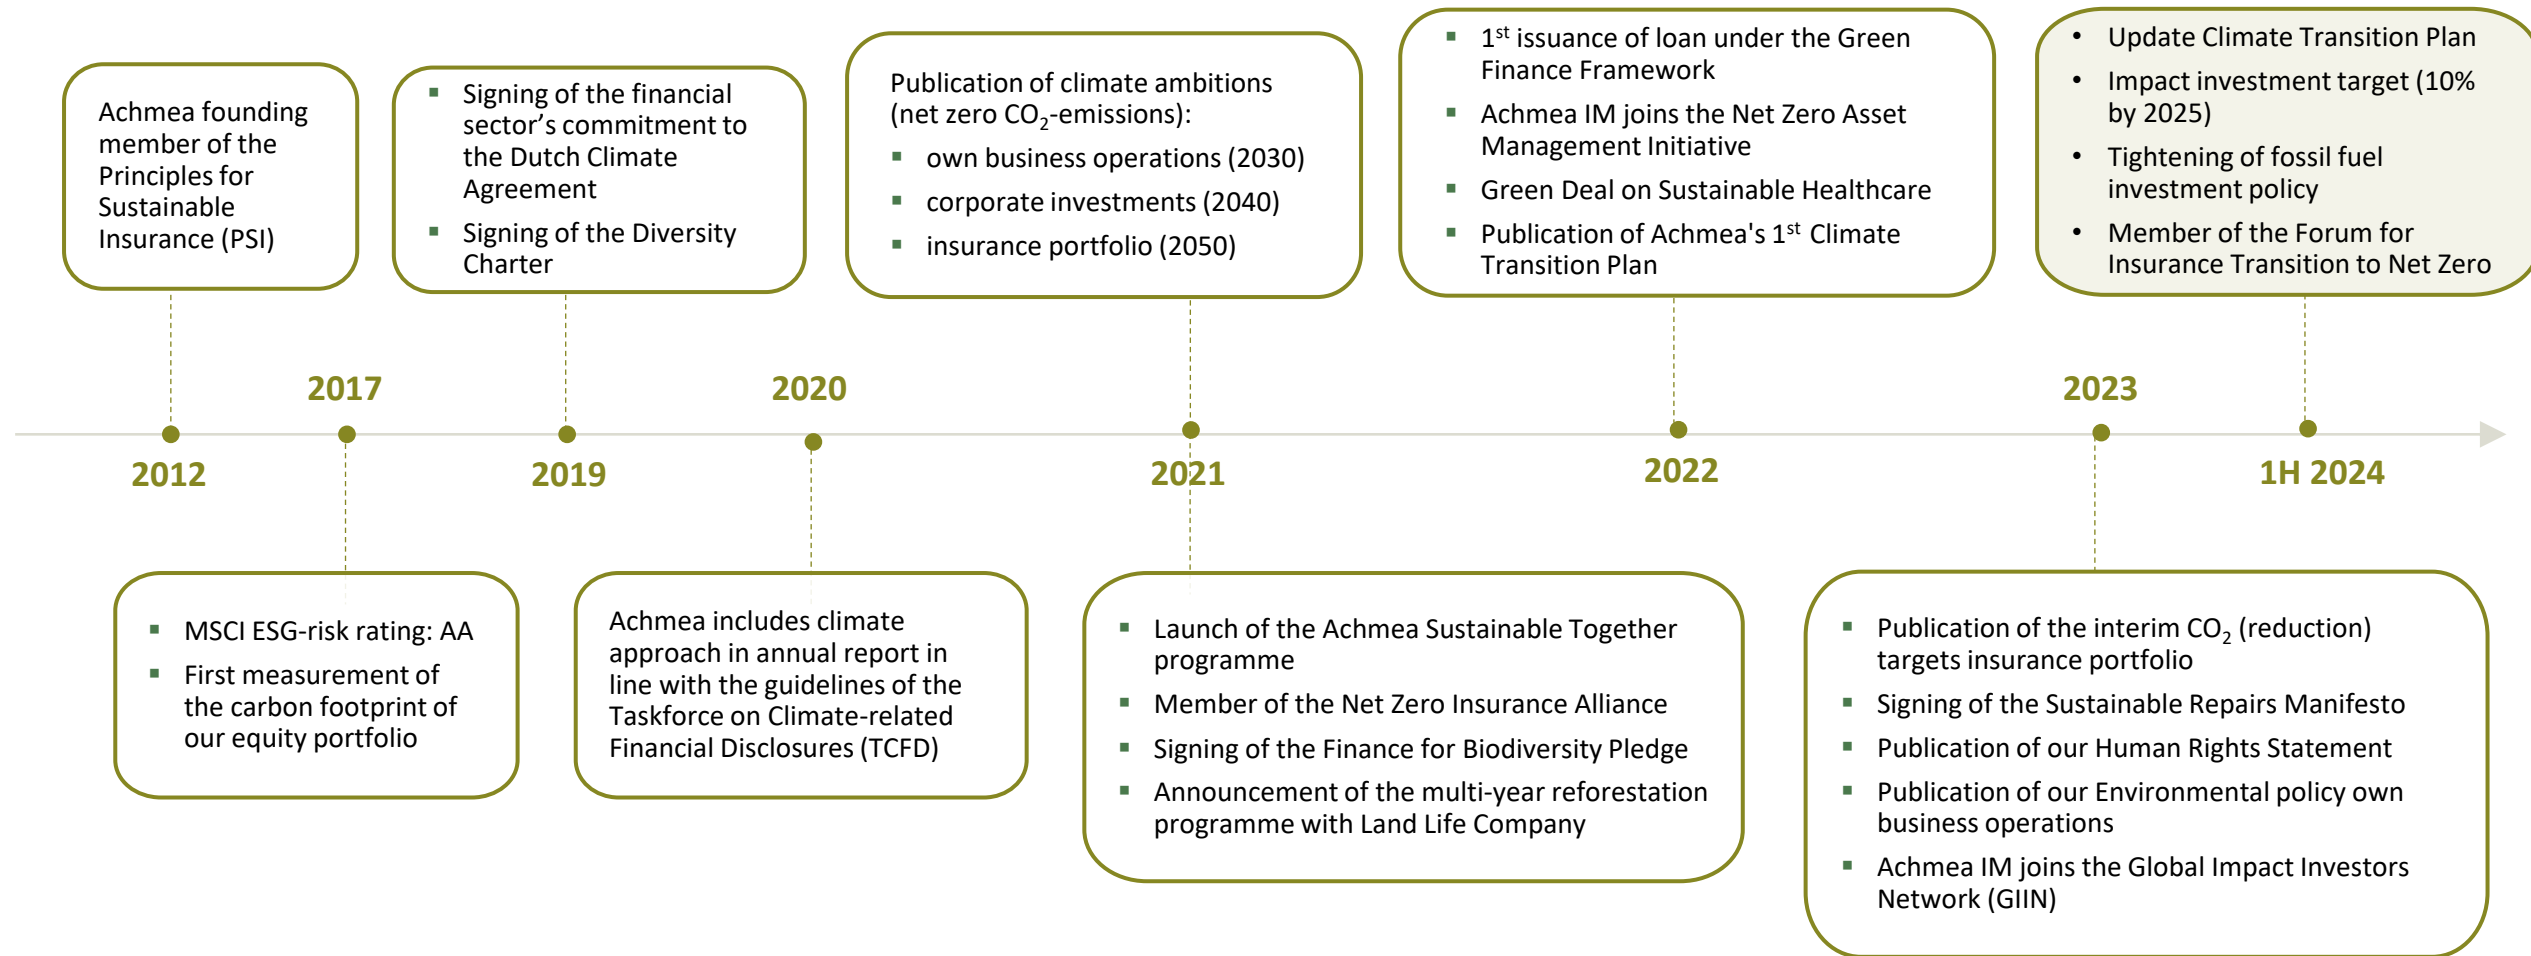 Achmea founding
member of the
Principles for
Sustainable
Insurance (PSI)
▪ Signing of the financial
sector’s commitment to
the Dutch Climate
Agreement
▪ Signing of the Diversity
Charter
Publication of climate ambitions
(net zero CO₂-emissions):
▪ own business operations (2030)
▪ corporate investments (2040)
▪ insurance portfolio (2050)
▪ 1st issuance of loan under the Green
Finance Framework
▪ Achmea IM joins the Net Zero Asset
Management Initiative
▪ Green Deal on Sustainable Healthcare
▪ Publication of Achmea's 1st Climate
Transition Plan
• Update Climate Transition Plan
• Impact investment target (10%
by 2025)
• Tightening of fossil fuel
investment policy
• Member of the Forum for
Insurance Transition to Net Zero
2017
2020
2023
2012
2019
2021
2022
1H 2024
▪ MSCI ESG-risk rating: AA
▪ First measurement of
the carbon footprint of
our equity portfolio
Achmea includes climate
approach in annual report in
line with the guidelines of the
Taskforce on Climate-related
Financial Disclosures (TCFD)
▪ Launch of the Achmea Sustainable Together
programme
▪ Member of the Net Zero Insurance Alliance
▪ Signing of the Finance for Biodiversity Pledge
▪ Announcement of the multi-year reforestation
programme with Land Life Company
▪ Publication of the interim CO₂ (reduction)
targets insurance portfolio
▪ Signing of the Sustainable Repairs Manifesto
▪ Publication of our Human Rights Statement
▪ Publication of our Environmental policy own
business operations
▪ Achmea IM joins the Global Impact Investors
Network (GIIN)